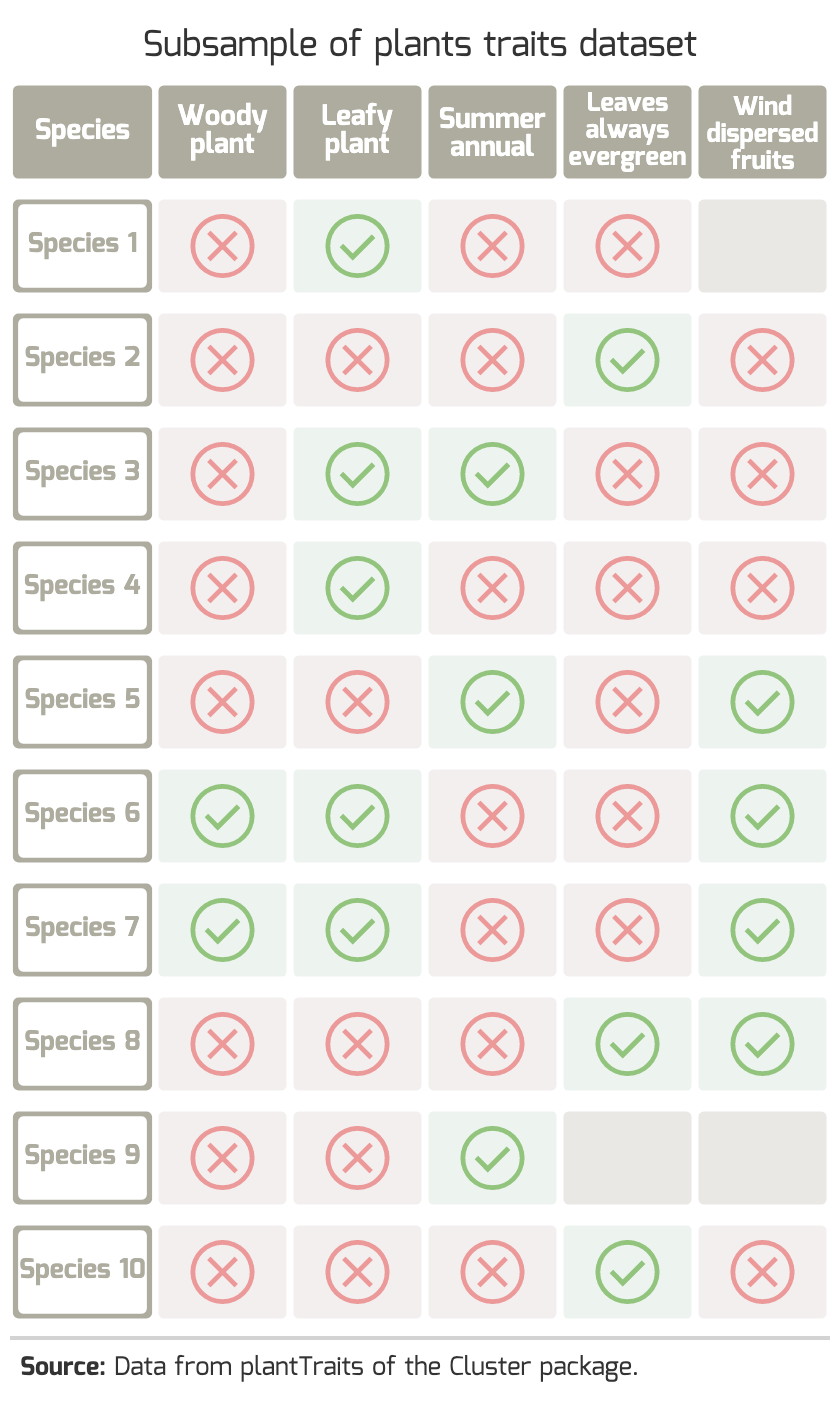 Subsample of plants traits dataset
Species
Woody
plant
Leafy
plant
Summer
annual
Leaves
always
evergreen
Wind
dispersed
fruits
Species 1
Species 2
Species 3
Species 4
Species 5
Species 6
Species 7
Species 8
Species 9
Species 10
Source: Data from plantTraits of the Cluster package.